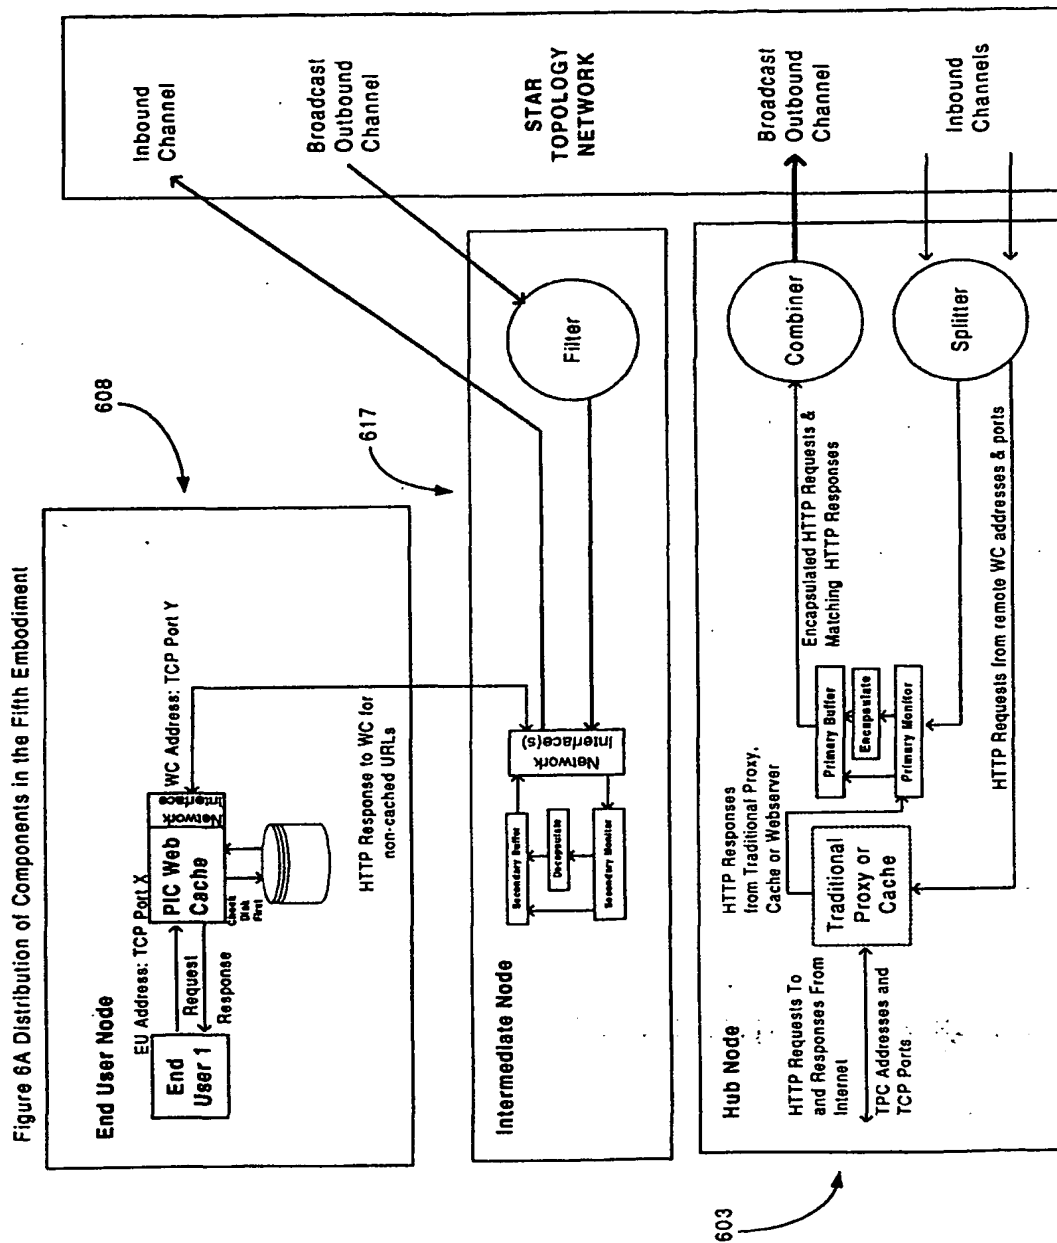 Figure 6A Distribution of Components in the Fifth Embodiment
608
End User Node
EU Address: TCP Port X
WC Address: TCP Port Y
End
User 1
Request
Response
PIC Web
Cache
Network
Interface
Check
Disk
First
HTTP Response to WC for
non-cached URLs
617
Intermediate Node
Secondary Buffer
Decapsulate
Secondary Monitor
Network
Interface(s)
Filter
603
Hub Node
HTTP Requests To
and Responses From
Internet
TPC Addresses and
TCP Ports
Traditional
Proxy or
Cache
HTTP Responses
from Traditional Proxy,
Cache or Webserver
Primary Buffer
Encapsulate
Primary Monitor
Encapsulated HTTP Requests &
Matching HTTP Responses
HTTP Requests from remote WC addresses & ports
Combiner
Splitter
Inbound
Channel
Broadcast
Outbound
Channel
STAR
TOPOLOGY
NETWORK
Broadcast
Outbound
Channel
Inbound
Channels